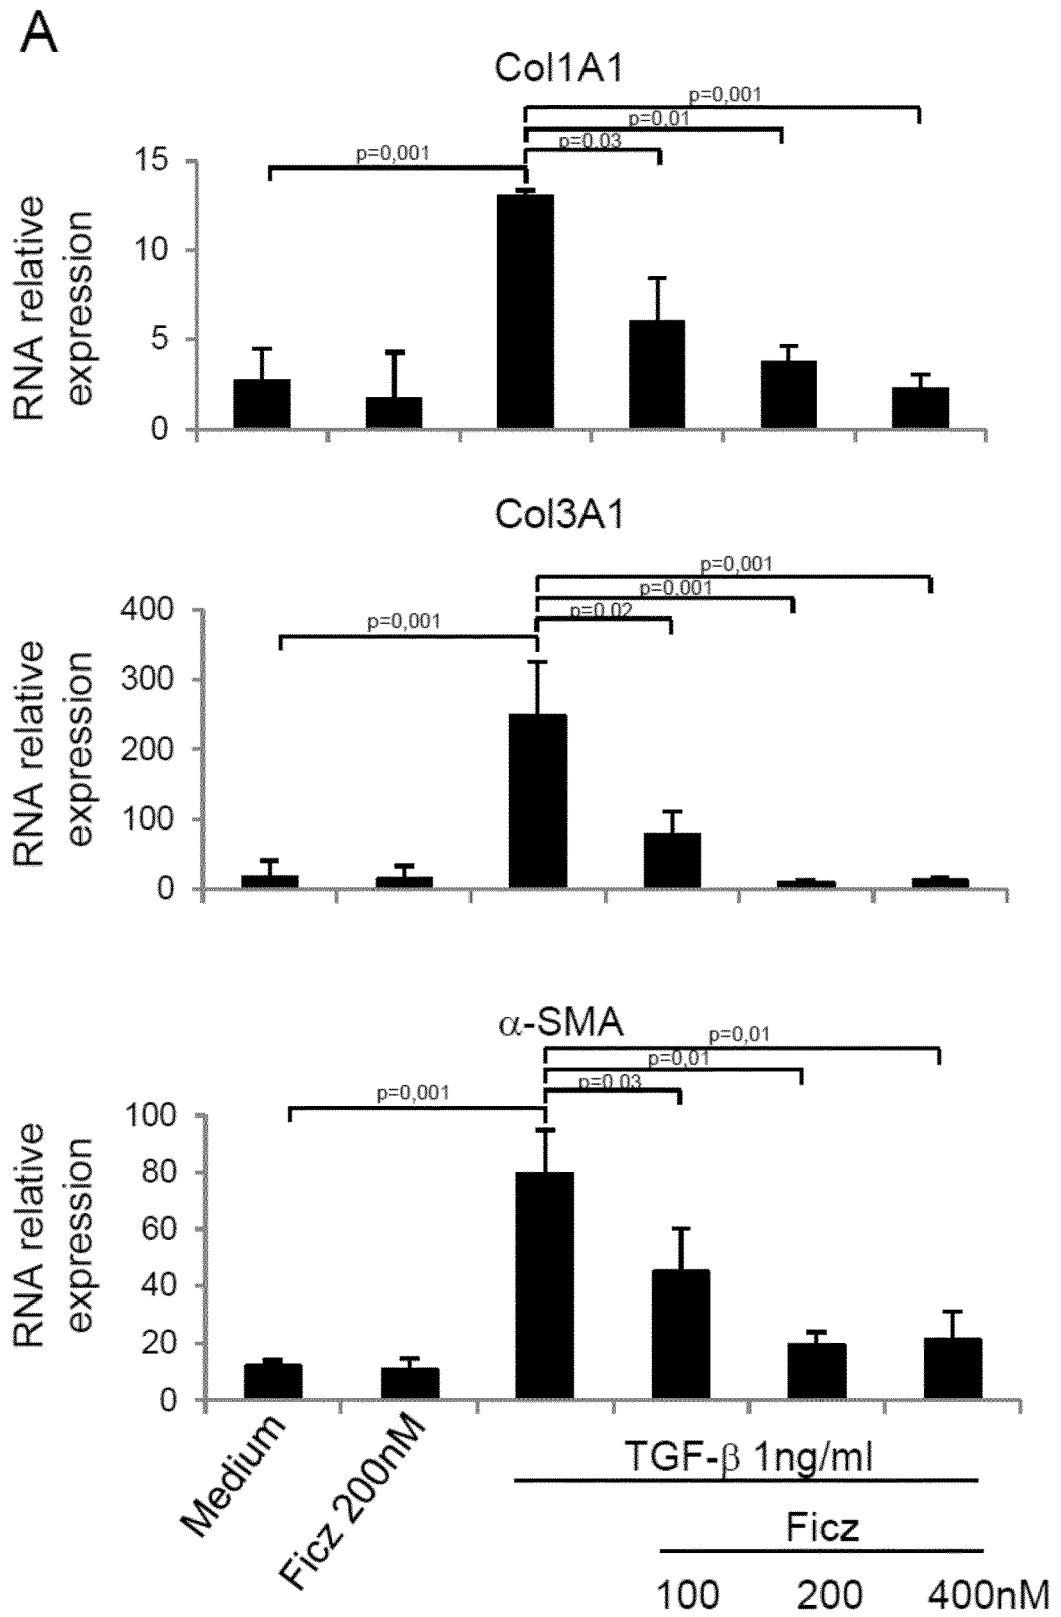 A
Col1A1
p=0,001
p=0,01
p=0,03
p=0,001
15
10
5
0
RNA relative
expression
Col3A1
p=0,001
p=0,001
p=0,02
p=0,001
400
300
200
100
0
RNA relative
expression
α-SMA
p=0,01
p=0,01
p=0,03
p=0,001
100
80
60
40
20
0
RNA relative
expression
Medium
Ficz 200nM
TGF-β 1ng/ml
Ficz
100 200 400nM